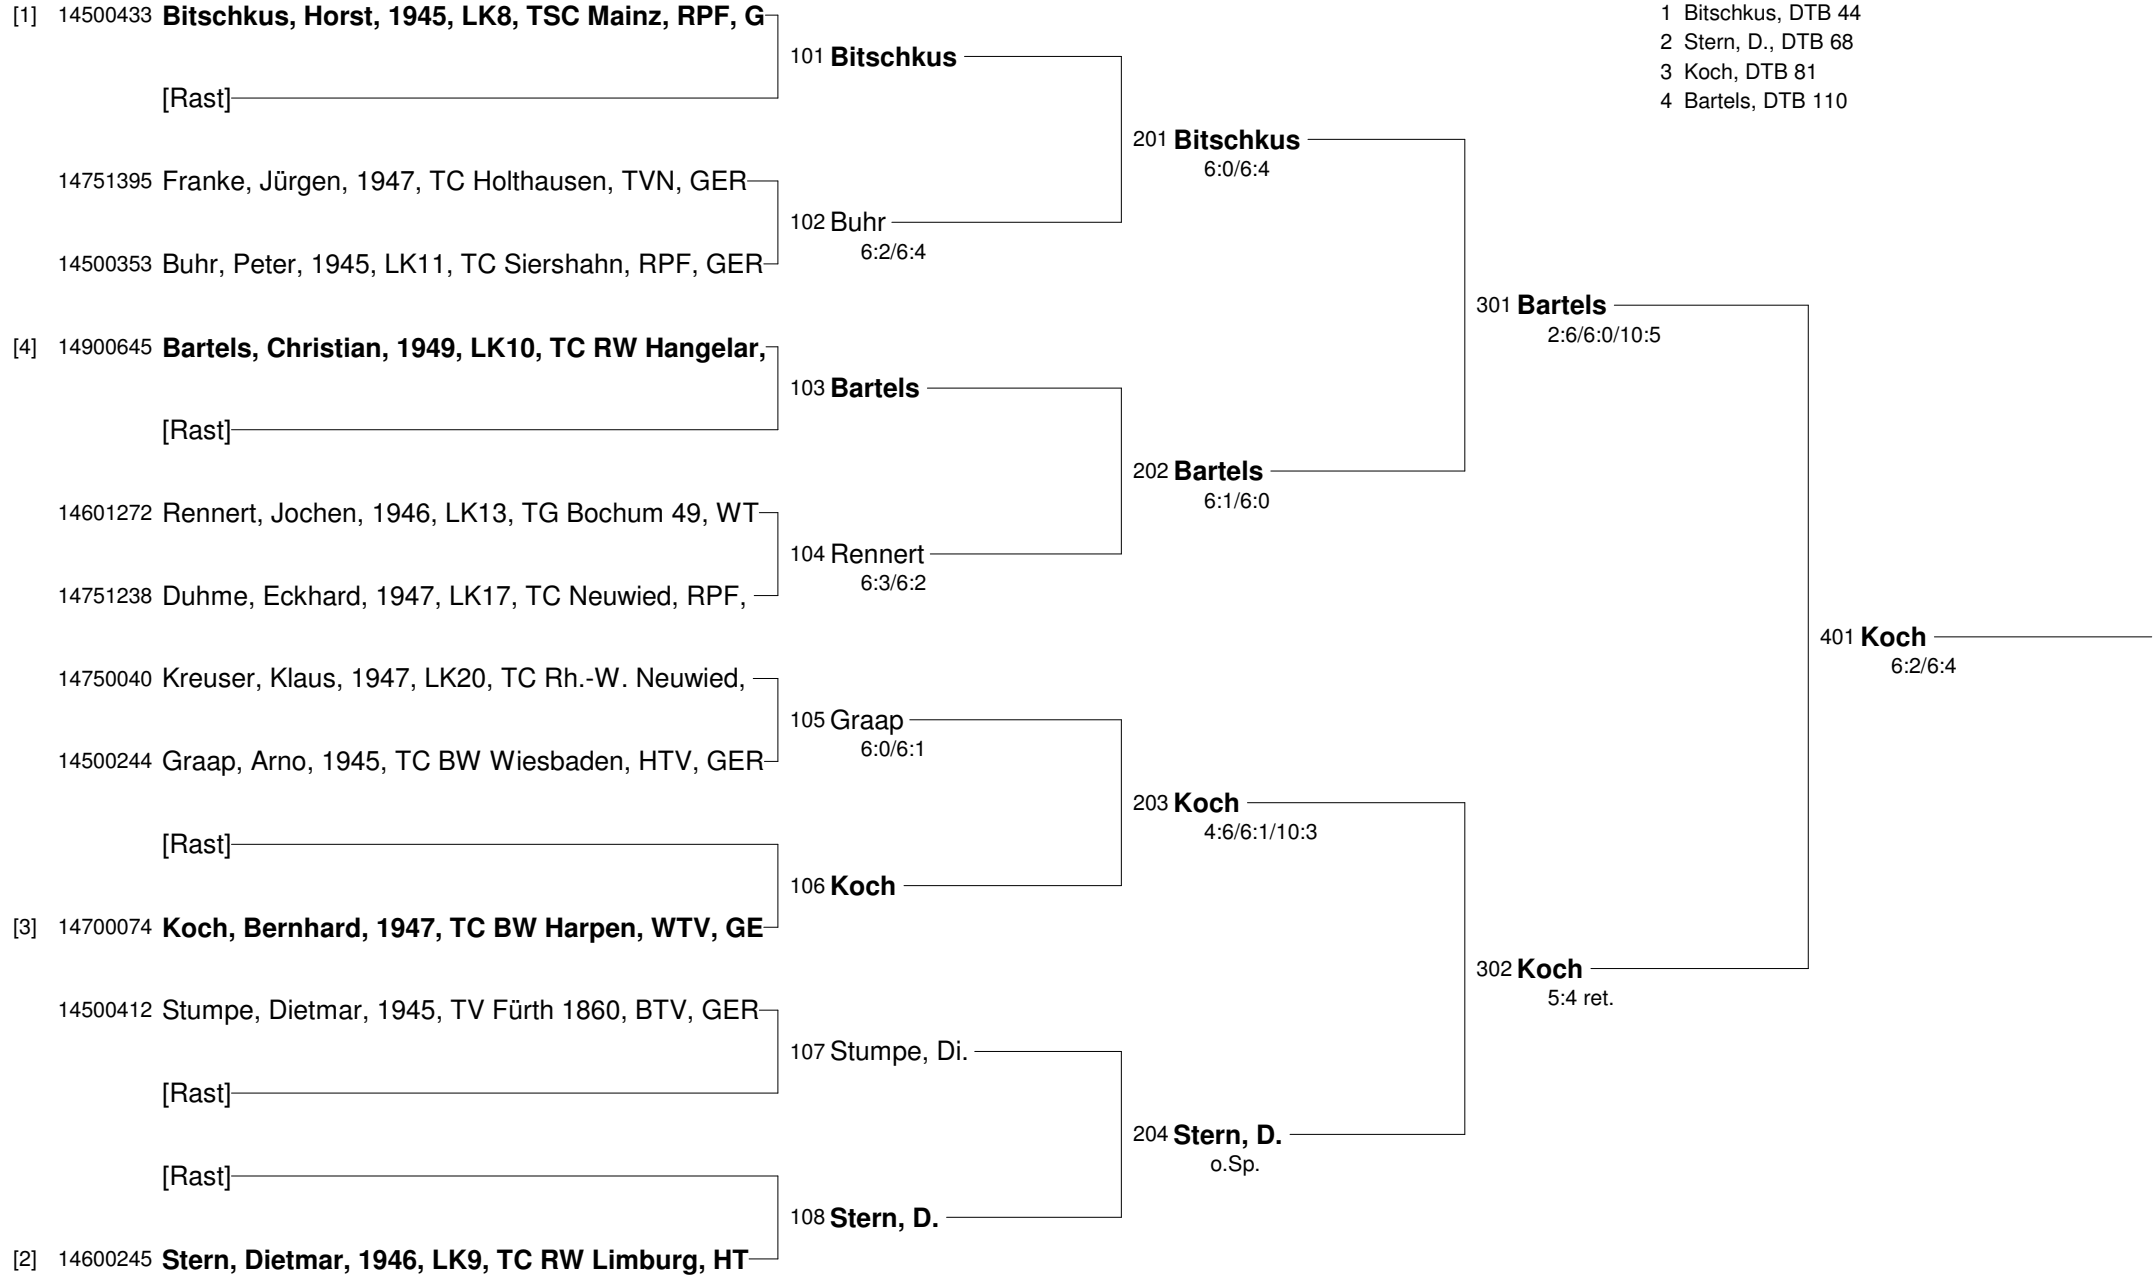 [1] 14500433 Bitschkus, Horst, 1945, LK8, TSC Mainz, RPF, G
[Rast]
14751395 Franke, Jürgen, 1947, TC Holthausen, TVN, GER
14500353 Buhr, Peter, 1945, LK11, TC Siershahn, RPF, GER
[4] 14900645 Bartels, Christian, 1949, LK10, TC RW Hangelar,
[Rast]
14601272 Rennert, Jochen, 1946, LK13, TG Bochum 49, WT
14751238 Duhme, Eckhard, 1947, LK17, TC Neuwied, RPF,
14750040 Kreuser, Klaus, 1947, LK20, TC Rh.-W. Neuwied,
14500244 Graap, Arno, 1945, TC BW Wiesbaden, HTV, GER
[Rast]
[3] 14700074 Koch, Bernhard, 1947, TC BW Harpen, WTV, GE
14500412 Stumpe, Dietmar, 1945, TV Fürth 1860, BTV, GER
[Rast]
[Rast]
[2] 14600245 Stern, Dietmar, 1946, LK9, TC RW Limburg, HT
101 Bitschkus
102 Buhr
6:2/6:4
103 Bartels
104 Rennert
6:3/6:2
105 Graap
6:0/6:1
106 Koch
107 Stumpe, Di.
108 Stern, D.
201 Bitschkus
6:0/6:4
202 Bartels
6:1/6:0
203 Koch
4:6/6:1/10:3
204 Stern, D.
o.Sp.
301 Bartels
2:6/6:0/10:5
302 Koch
5:4 ret.
401 Koch
6:2/6:4
1 Bitschkus, DTB 44
2 Stern, D., DTB 68
3 Koch, DTB 81
4 Bartels, DTB 110